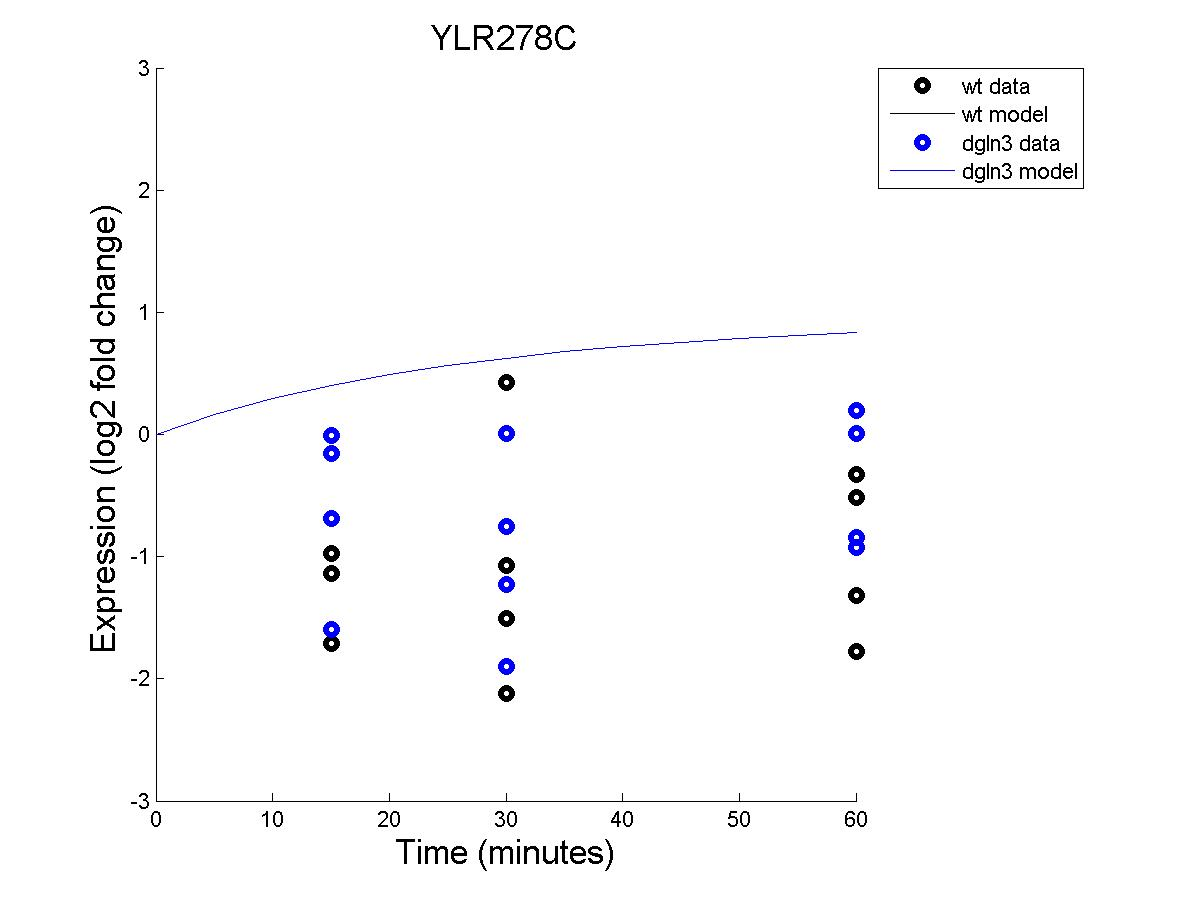 YLR278C
3
2
1
0
-1
-2
-3
Expression (log2 fold change)
0 10 20 30 40 50 60
Time (minutes)
wt data
wt model
dgln3 data
dgln3 model